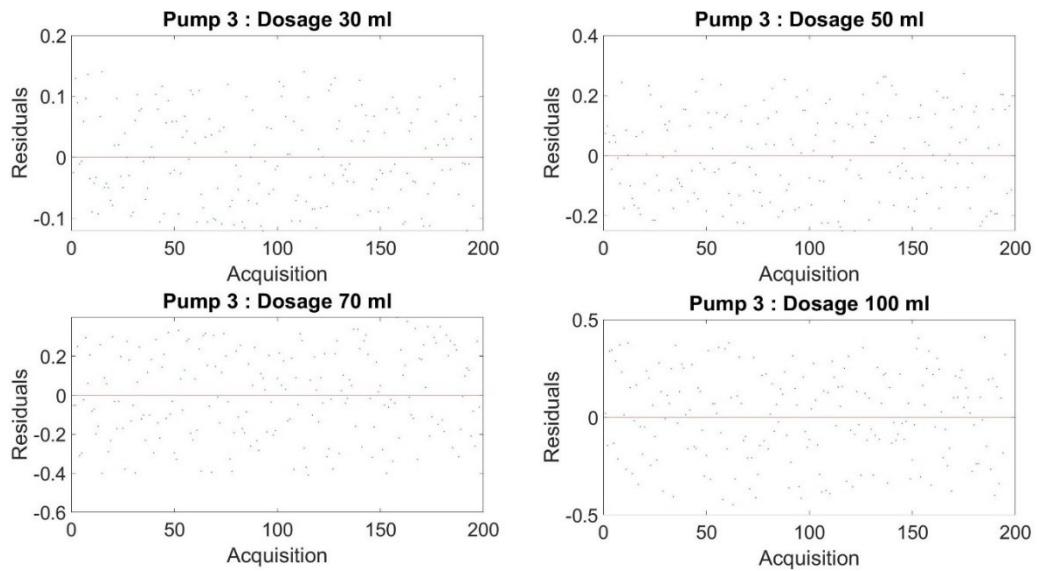 Pump 3 : Dosage 30 ml
0.2
0.1
0
-0.1
Residuals
0 50 100 150 200
Acquisition
Pump 3 : Dosage 50 ml
0.4
0.2
0
-0.2
Residuals
0 50 100 150 200
Acquisition
Pump 3 : Dosage 70 ml
0.2
0
-0.2
-0.4
-0.6
Residuals
0 50 100 150 200
Acquisition
Pump 3 : Dosage 100 ml
0.5
0
-0.5
Residuals
0 50 100 150 200
Acquisition